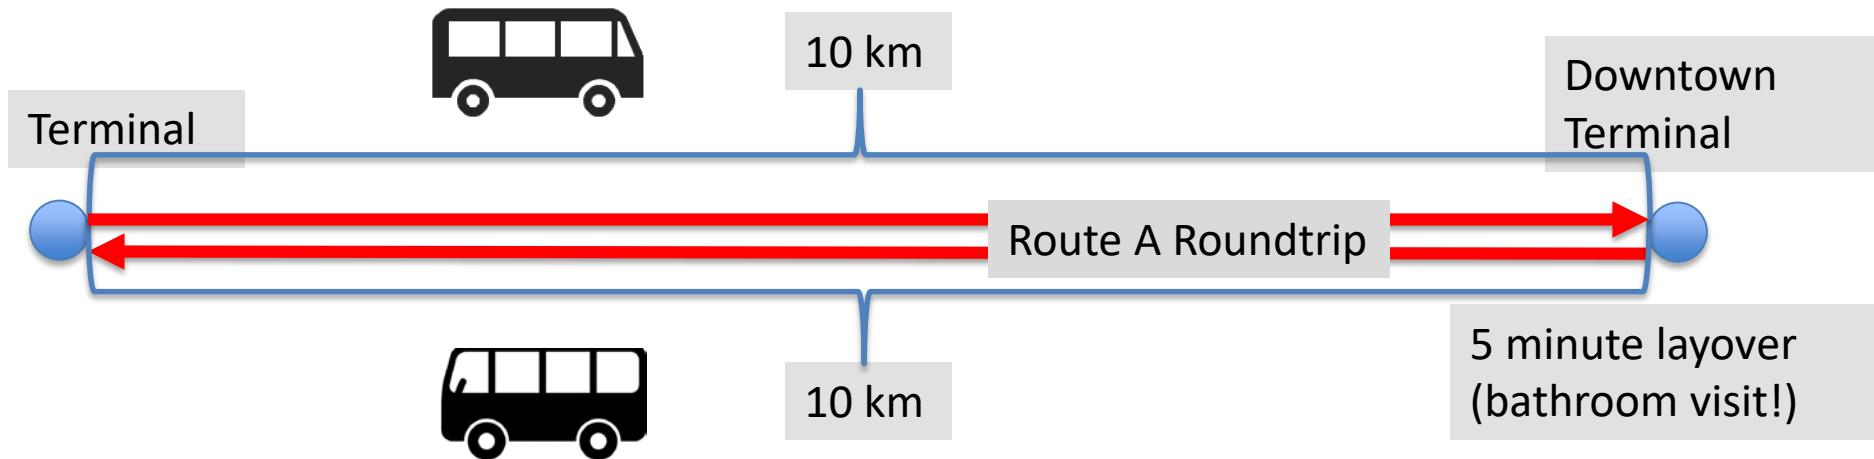 10 km
Downtown
Terminal
Terminal
Route A Roundtrip
5 minute layover
(bathroom visit!)
10 km